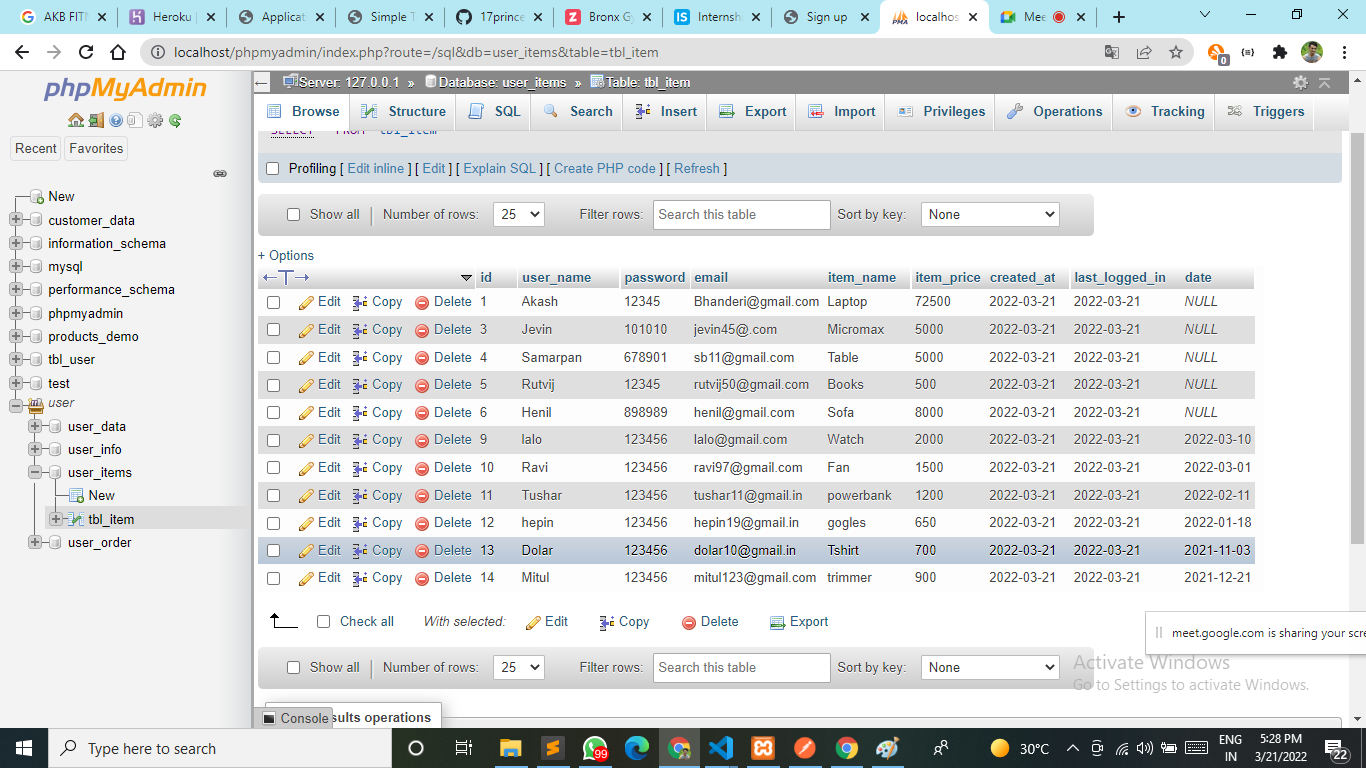 AKB FITN Heroku | Applicat Simple T 17prince Bronx Gy Internsh Sign up localhos Mee
localhost/phpmyadmin/index.php?route=/sql&db=user_items&table=tbl_item
phpMyAdmin
Recent Favorites
New
customer_data
information_schema
mysql
performance_schema
phpmyadmin
products_demo
tbl_user
test
user
user_data
user_info
user_items
New
tbl_item
user_order
Server: 127.0.0.1 » Database: user_items » Table: tbl_item
Browse Structure SQL Search Insert Export Import Privileges Operations Tracking Triggers
SELECT * FROM `tbl_item`
Profiling [ Edit inline ] [ Edit ] [ Explain SQL ] [ Create PHP code ] [ Refresh ]
Show all | Number of rows: 25 Filter rows: Search this table Sort by key: None
+ Options
←T→ id user_name password email item_name item_price created_at last_logged_in date
Edit Copy Delete 1 Akash 12345 Bhanderi@gmail.com Laptop 72500 2022-03-21 2022-03-21 NULL
Edit Copy Delete 3 Jevin 101010 jevin45@.com Micromax 5000 2022-03-21 2022-03-21 NULL
Edit Copy Delete 4 Samarpan 678901 sb11@gmail.com Table 5000 2022-03-21 2022-03-21 NULL
Edit Copy Delete 5 Rutvij 12345 rutvij50@gmail.com Books 500 2022-03-21 2022-03-21 NULL
Edit Copy Delete 6 Henil 898989 henil@gmail.com Sofa 8000 2022-03-21 2022-03-21 NULL
Edit Copy Delete 9 lalo 123456 lalo@gmail.com Watch 2000 2022-03-21 2022-03-21 2022-03-10
Edit Copy Delete 10 Ravi 123456 ravi97@gmail.com Fan 1500 2022-03-21 2022-03-21 2022-03-01
Edit Copy Delete 11 Tushar 123456 tushar11@gmail.in powerbank 1200 2022-03-21 2022-03-21 2022-02-11
Edit Copy Delete 12 hepin 123456 hepin19@gmail.in gogles 650 2022-03-21 2022-03-21 2022-01-18
Edit Copy Delete 13 Dolar 123456 dolar10@gmail.in Tshirt 700 2022-03-21 2022-03-21 2021-11-03
Edit Copy Delete 14 Mitul 123456 mitul123@gmail.com trimmer 900 2022-03-21 2022-03-21 2021-12-21
Check all With selected: Edit Copy Delete Export
meet.google.com is sharing your scre
Show all | Number of rows: 25 Filter rows: Search this table Sort by key: None
Activate Windows
Go to Settings to activate Windows.
Console sults operations
Type here to search 99 30°C ENG IN 5:28 PM 3/21/2022 22